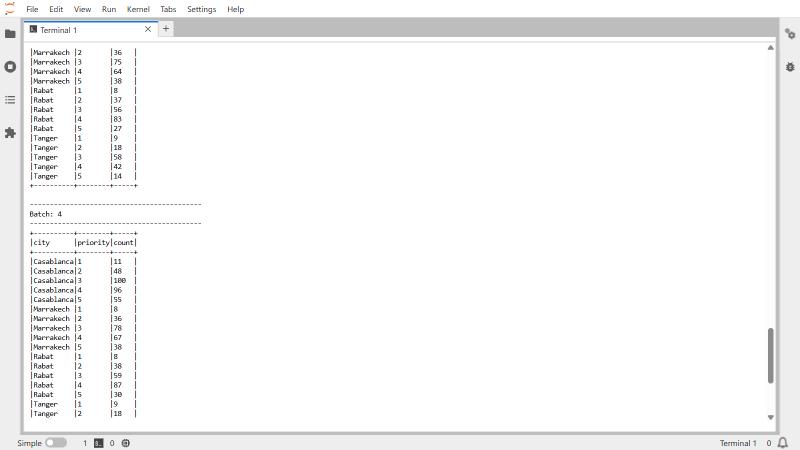 File Edit View Run Kernel Tabs Settings Help
Terminal 1
|Marrakech |2       |36   |
|Marrakech |3       |75   |
|Marrakech |4       |64   |
|Marrakech |5       |38   |
|Rabat     |1       |8    |
|Rabat     |2       |37   |
|Rabat     |3       |56   |
|Rabat     |4       |83   |
|Rabat     |5       |27   |
|Tanger    |1       |9    |
|Tanger    |2       |18   |
|Tanger    |3       |58   |
|Tanger    |4       |42   |
|Tanger    |5       |14   |
+----------+--------+-----+
-------------------------------------------
Batch: 4
-------------------------------------------
+----------+--------+-----+
|city      |priority|count|
+----------+--------+-----+
|Casablanca|1       |11   |
|Casablanca|2       |48   |
|Casablanca|3       |100  |
|Casablanca|4       |96   |
|Casablanca|5       |55   |
|Marrakech |1       |8    |
|Marrakech |2       |36   |
|Marrakech |3       |78   |
|Marrakech |4       |67   |
|Marrakech |5       |38   |
|Rabat     |1       |8    |
|Rabat     |2       |38   |
|Rabat     |3       |59   |
|Rabat     |4       |87   |
|Rabat     |5       |30   |
|Tanger    |1       |9    |
|Tanger    |2       |18   |
Simple 1 0 Terminal 1 0